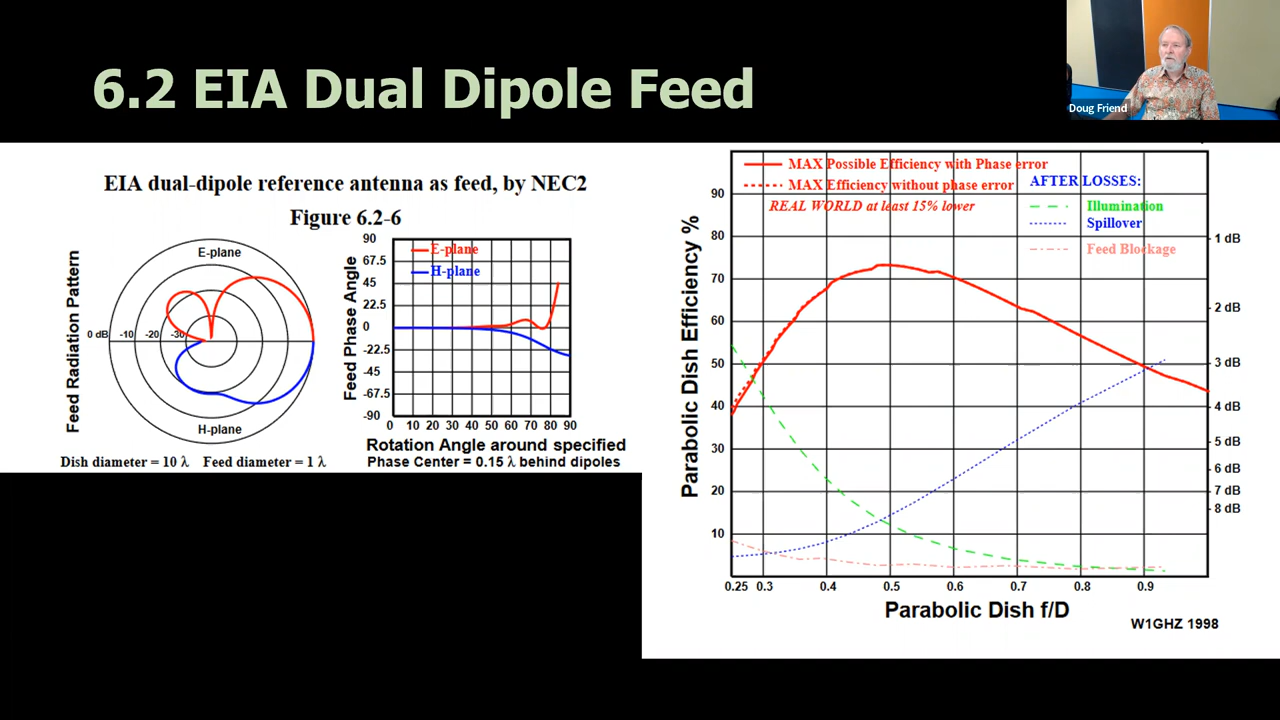 6.2 EIA Dual Dipole Feed
Doug Friend
EIA dual-dipole reference antenna as feed, by NEC2
Figure 6.2-6
Feed Radiation Pattern
E-plane
0 dB -10 -20 -30
H-plane
Dish diameter = 10 λ Feed diameter = 1 λ
Feed Phase Angle
90
67.5
45
22.5
0
-22.5
-45
-67.5
-90
E-plane
H-plane
0 10 20 30 40 50 60 70 80 90
Rotation Angle around specified
Phase Center = 0.15 λ behind dipoles
Parabolic Dish Efficiency %
90
80
70
60
50
40
30
20
10
MAX Possible Efficiency with Phase error
MAX Efficiency without phase error
REAL WORLD at least 15% lower
AFTER LOSSES:
Illumination
Spillover
Feed Blockage
1 dB
2 dB
3 dB
4 dB
5 dB
6 dB
7 dB
8 dB
0.25 0.3 0.4 0.5 0.6 0.7 0.8 0.9
Parabolic Dish f/D
W1GHZ 1998